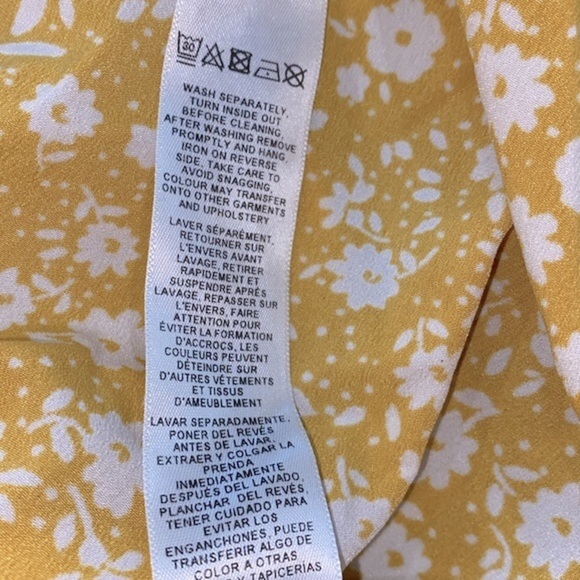 30
WASH SEPARATELY,
TURN INSIDE OUT
BEFORE CLEANING,
AFTER WASHING REMOVE
PROMPTLY AND HANG,
IRON ON REVERSE
SIDE, TAKE CARE TO
AVOID SNAGGING,
COLOUR MAY TRANSFER
ONTO OTHER GARMENTS
AND UPHOLSTERY
LAVER SÉPARÉMENT,
RETOURNER SUR
L'ENVERS AVANT
LAVAGE, RETIRER
RAPIDEMENT ET
SUSPENDRE APRÈS
LAVAGE, REPASSER SUR
L'ENVERS, FAIRE
ATTENTION POUR
ÉVITER LA FORMATION
D'ACCROCS, LES
COULEURS PEUVENT
DÉTEINDRE SUR
D'AUTRES VÊTEMENTS
ET TISSUS
D'AMEUBLEMENT
LAVAR SEPARADAMENTE,
PONER DEL REVÉS
ANTES DE LAVAR,
EXTRAER Y COLGAR LA
PRENDA
INMEDIATAMENTE
DESPUÉS DEL LAVADO,
PLANCHAR DEL REVÉS,
TENER CUIDADO PARA
EVITAR LOS
ENGANCHONES, PUEDE
TRANSFERIR ALGO DE
COLOR A OTRAS
Y TAPICERÍAS